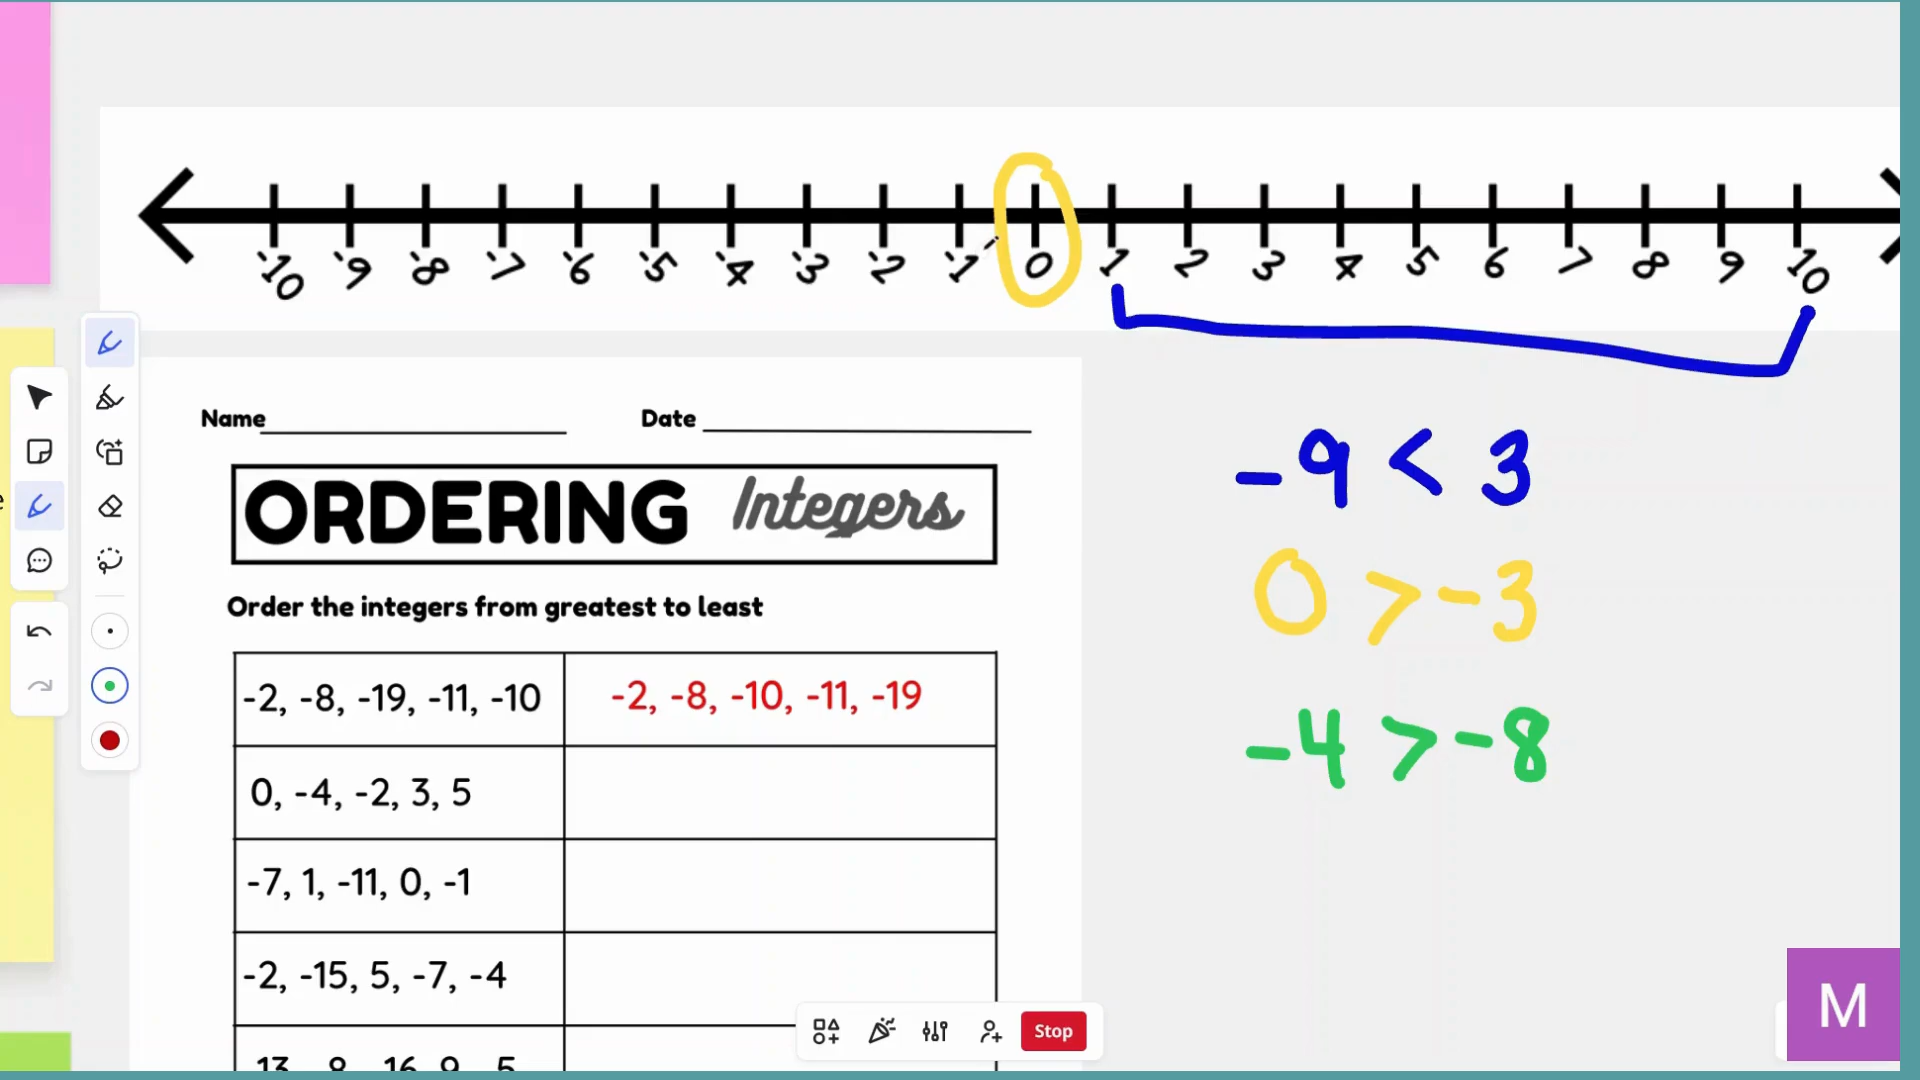 -10 -9 -8 -7 -6 -5 -4 -3 -2 -1 0 1 2 3 4 5 6 7 8 9 10
-9 < 3
0 > -3
-4 > -8
Name Date
ORDERING Integers
Order the integers from greatest to least
-2, -8, -19, -11, -10
-2, -8, -10, -11, -19
0, -4, -2, 3, 5
-7, 1, -11, 0, -1
-2, -15, 5, -7, -4
Stop
M